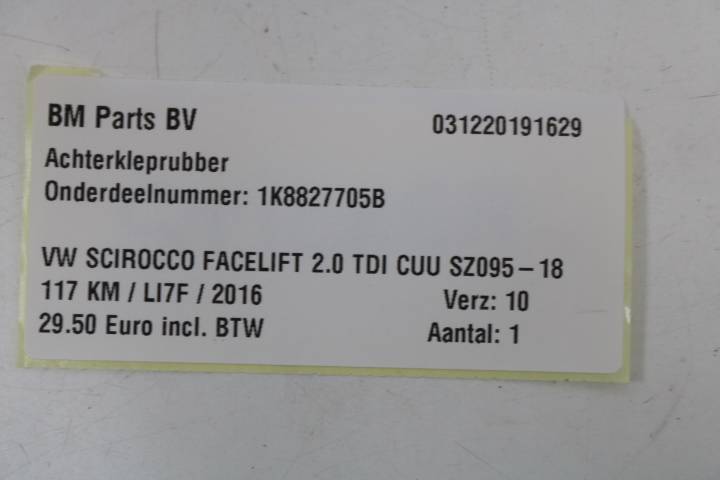 BM Parts BV 031220191629
Achterkleprubber
Onderdeelnummer: 1K8827705B
VW SCIROCCO FACELIFT 2.0 TDI CUU SZ095-18
117 KM / LI7F / 2016 Verz: 10
29.50 Euro incl. BTW Aantal: 1